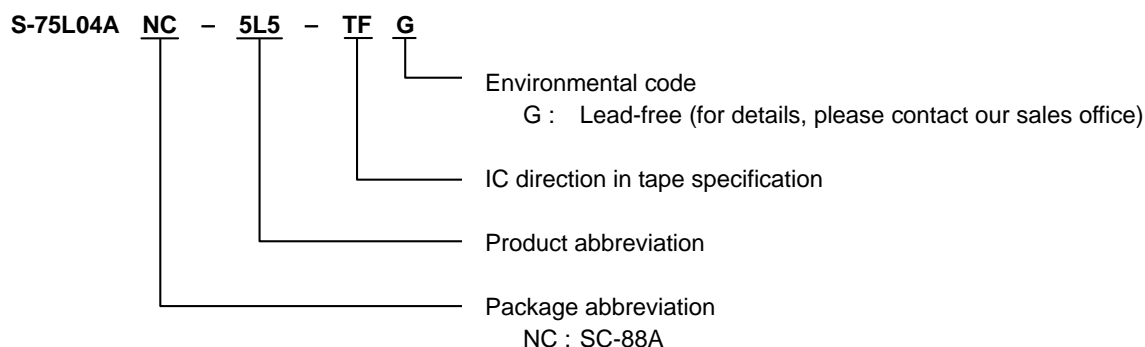 S-75L04A NC – 5L5 – TF G
Environmental code
G : Lead-free (for details, please contact our sales office)
IC direction in tape specification
Product abbreviation
Package abbreviation
NC : SC-88A